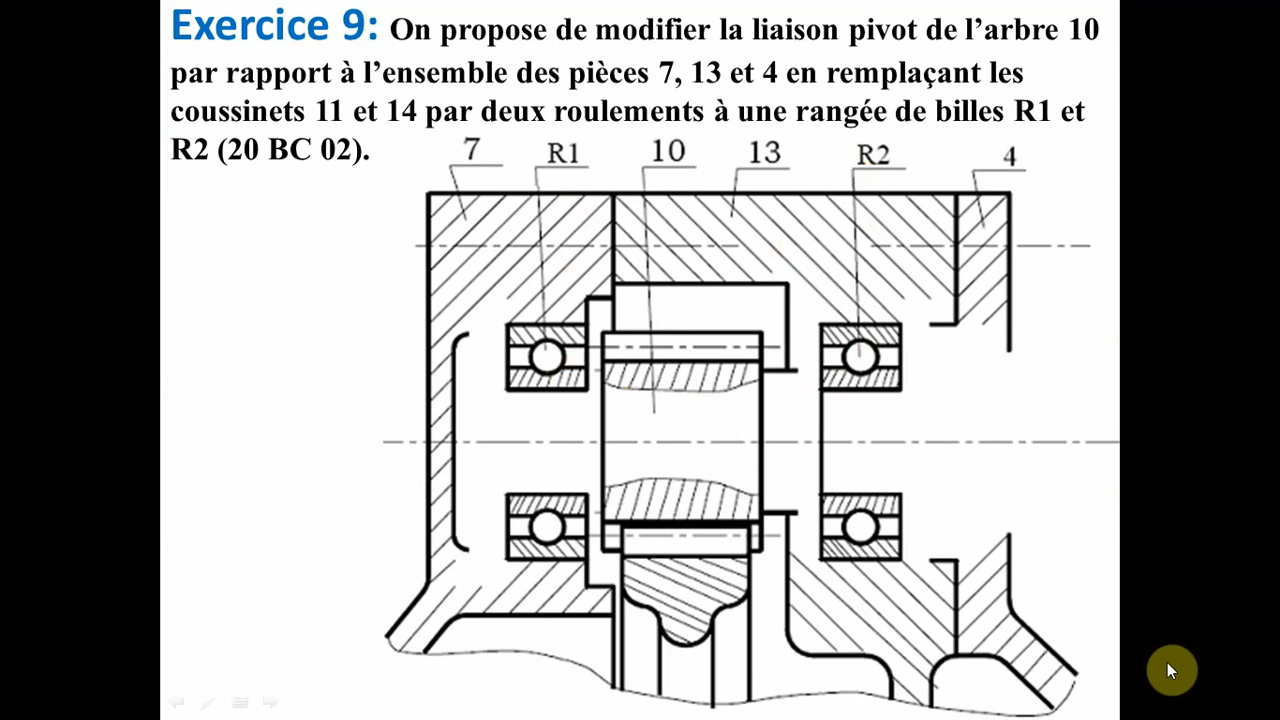 Exercice 9: On propose de modifier la liaison pivot de l’arbre 10
par rapport à l’ensemble des pièces 7, 13 et 4 en remplaçant les
coussinets 11 et 14 par deux roulements à une rangée de billes R1 et
R2 (20 BC 02).
7 R1 10 13 R2 4